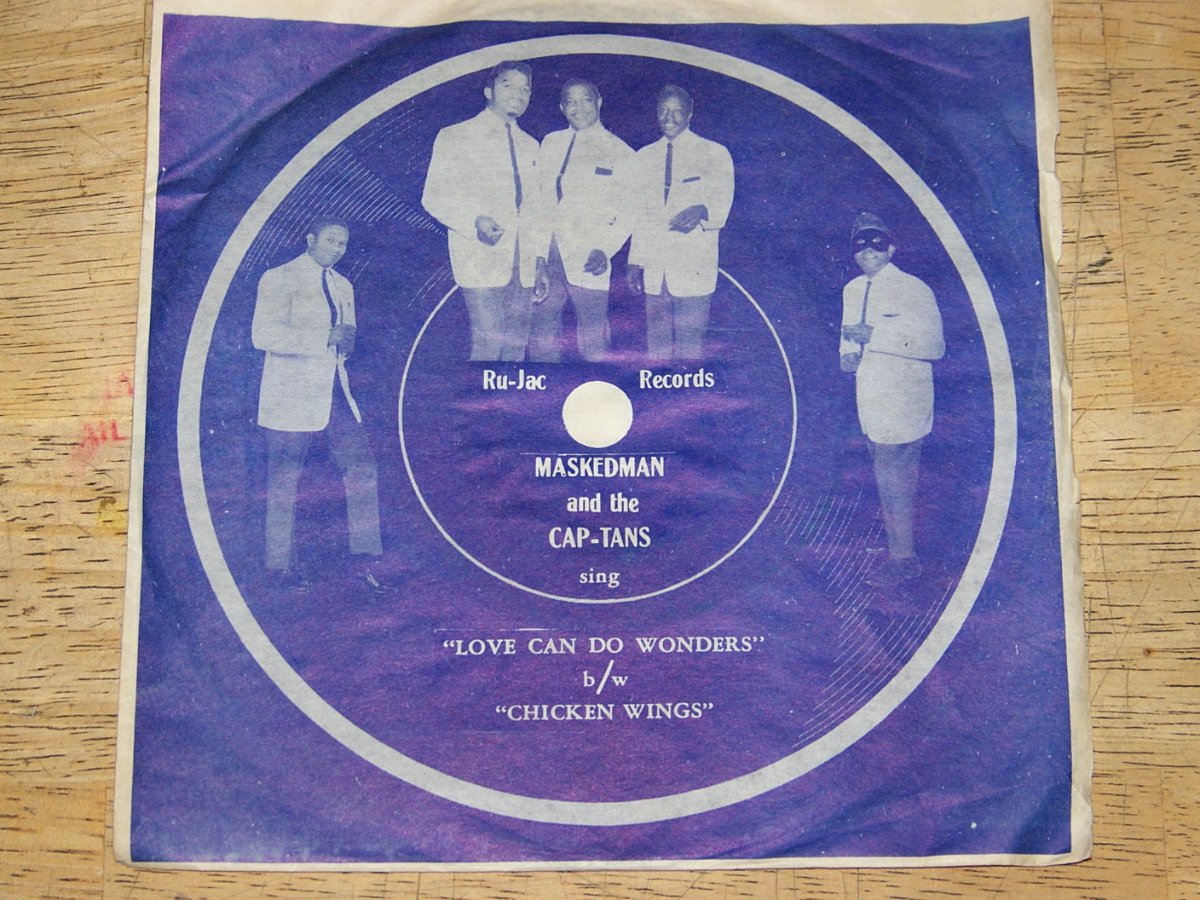 Ru-Jac Records
MASKEDMAN
and the
CAP-TANS
sing
“LOVE CAN DO WONDERS”
b/w
“CHICKEN WINGS”